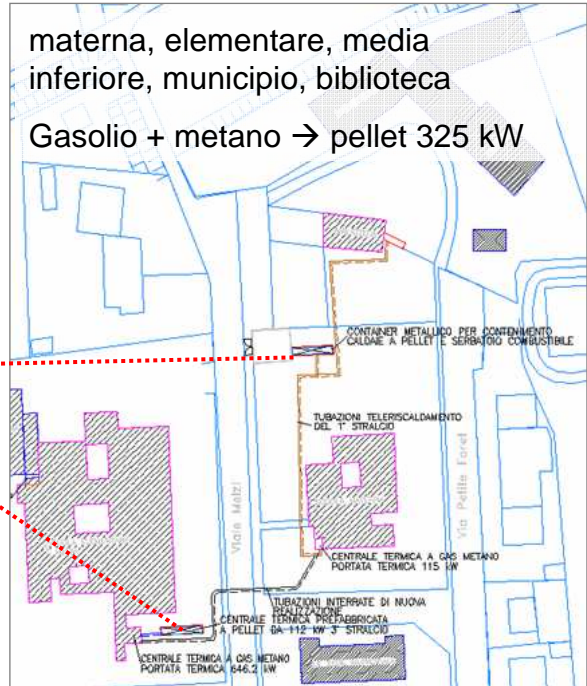 materna, elementare, media
inferiore, municipio, biblioteca
Gasolio + metano → pellet 325 kW
CONTAINER METALLICO PER CONTENIMENTO
CALDAIE A PELLET E SERBATOIO COMBUSTIBILE
TUBAZIONI TELERISCALDAMENTO
DEL 1° STRALCIO
Viale Melzi
Via Petite Foret
CENTRALE TERMICA A GAS METANO
PORTATA TERMICA 115 kW
TUBAZIONI INTERRATE DI NUOVA
REALIZZAZIONE
CENTRALE TERMICA PREFABBRICATA
A PELLET DA 112 KW 3° STRALCIO
CENTRALE TERMICA A GAS METANO
PORTATA TERMICA 646.2 kW